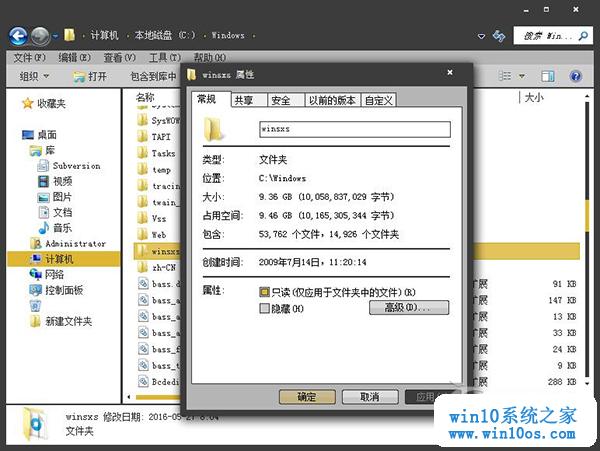 计算机 ▸ 本地磁盘 (C:) ▸ Windows
搜索 Win...
文件(F) 编辑(E) 查看(V) 工具(T) 帮助(H)
组织 打开 包含到库中
收藏夹
桌面
库
Subversion
视频
图片
文档
音乐
Administrator
计算机
网络
控制面板
新建文件夹
名称 大小
SysWOW
TAPI
Tasks
temp
tracin
twain_
Vss
Web
winsxs
zh-CN
bass.d 扩展 91 KB
bass_a 扩展 147 KB
bass_a 扩展 13 KB
bass_a 扩展 33 KB
bass_f 扩展 24 KB
bass_t 扩展 9 KB
Bcdedi 扩展 288 KB
winsxs 属性
常规 共享 安全 以前的版本 自定义
winsxs
类型: 文件夹
位置: C:\Windows
大小: 9.36 GB (10,058,837,029 字节)
占用空间: 9.46 GB (10,165,305,344 字节)
包含: 53,762 个文件，14,926 个文件夹
创建时间: 2009年7月14日，11:20:14
属性: 只读(仅应用于文件夹中的文件)(R)
隐藏(H) 高级(D)...
确定 取消
winsxs 修改日期: 2016-05-27 8:04
文件夹
win10系统之家
www.win10os.com